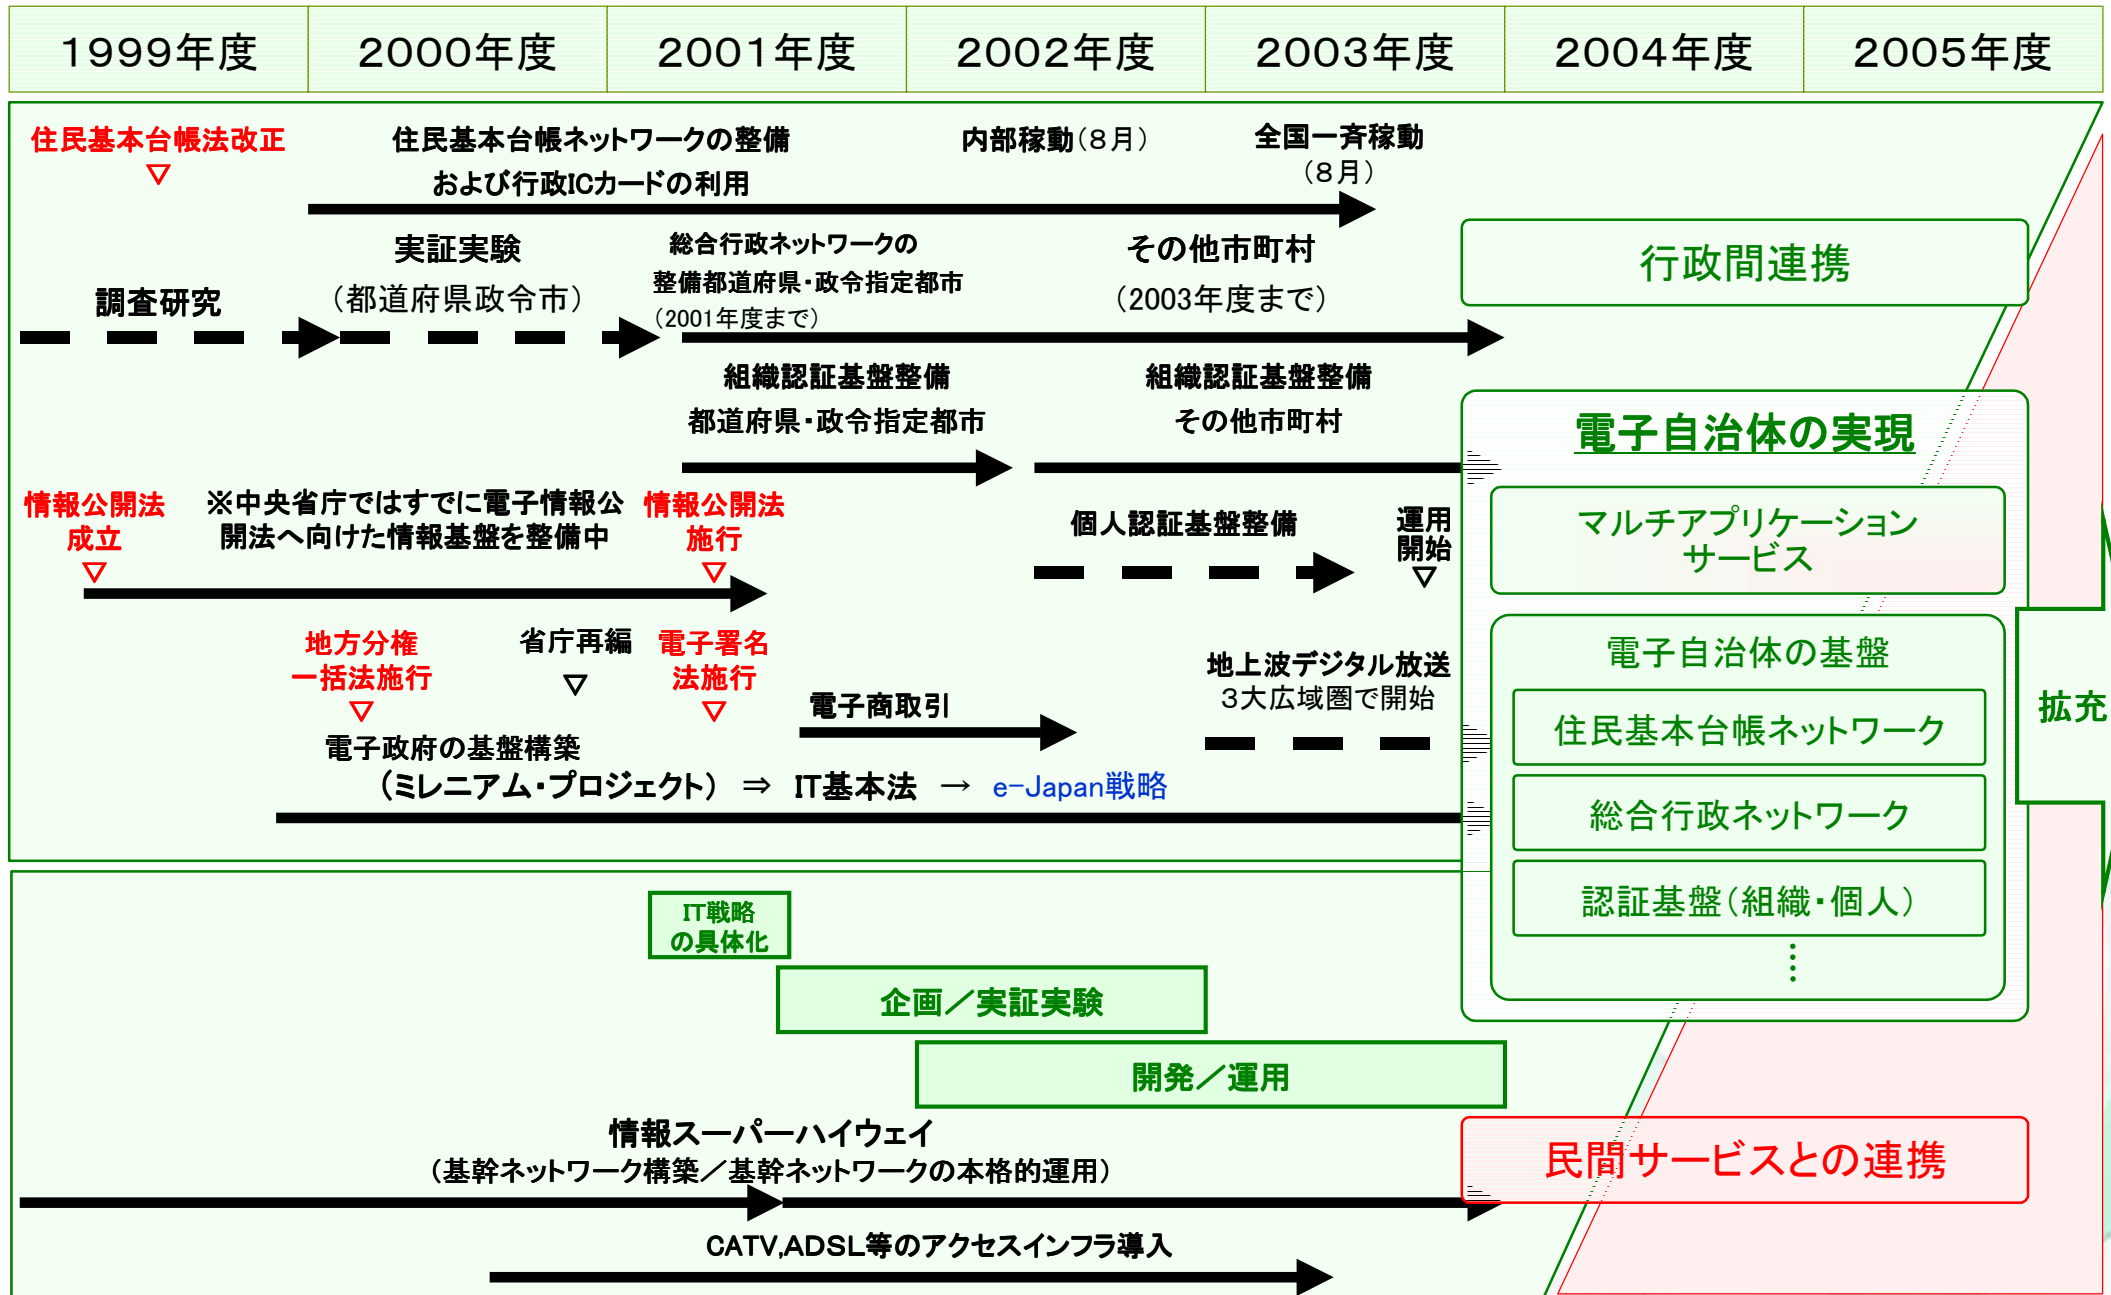 1999年度
2000年度
2001年度
2002年度
2003年度
2004年度
2005年度
住民基本台帳法改正
▽
住民基本台帳ネットワークの整備
および行政ICカードの利用
内部稼動(8月)
全国一斉稼動
(8月)
調査研究
実証実験
(都道府県政令市)
総合行政ネットワークの
整備都道府県・政令指定都市
(2001年度まで)
その他市町村
(2003年度まで)
行政間連携
組織認証基盤整備
都道府県・政令指定都市
組織認証基盤整備
その他市町村
電子自治体の実現
情報公開法
成立
▽
※中央省庁ではすでに電子情報公
開法へ向けた情報基盤を整備中
情報公開法
施行
▽
個人認証基盤整備
運用
開始
▽
マルチアプリケーション
サービス
地方分権
一括法施行
▽
省庁再編
▽
電子署名
法施行
▽
電子商取引
地上波デジタル放送
3大広域圏で開始
電子自治体の基盤
住民基本台帳ネットワーク
総合行政ネットワーク
認証基盤(組織・個人)
拡充
電子政府の基盤構築
(ミレニアム・プロジェクト) ⇒ IT基本法 → e-Japan戦略
IT戦略
の具体化
企画/実証実験
開発/運用
情報スーパーハイウェイ
(基幹ネットワーク構築/基幹ネットワークの本格的運用)
民間サービスとの連携
CATV,ADSL等のアクセスインフラ導入